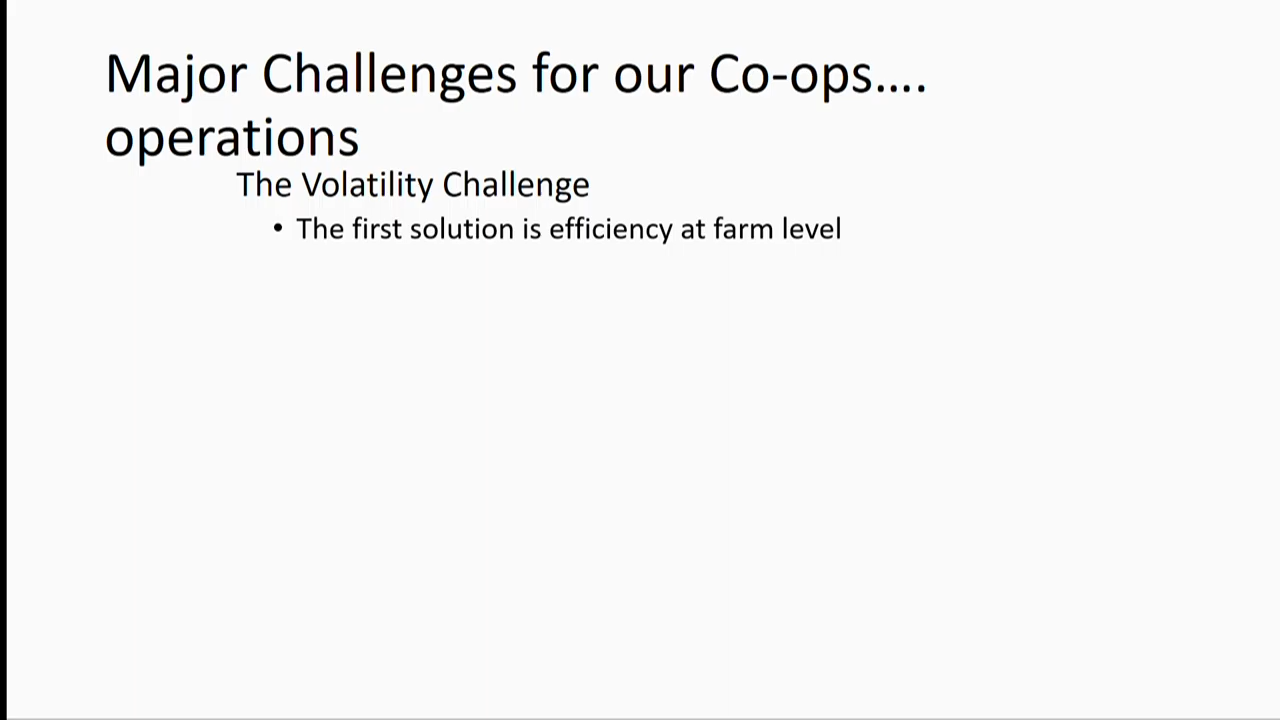 Major Challenges for our Co-ops....
operations
The Volatility Challenge
• The first solution is efficiency at farm level